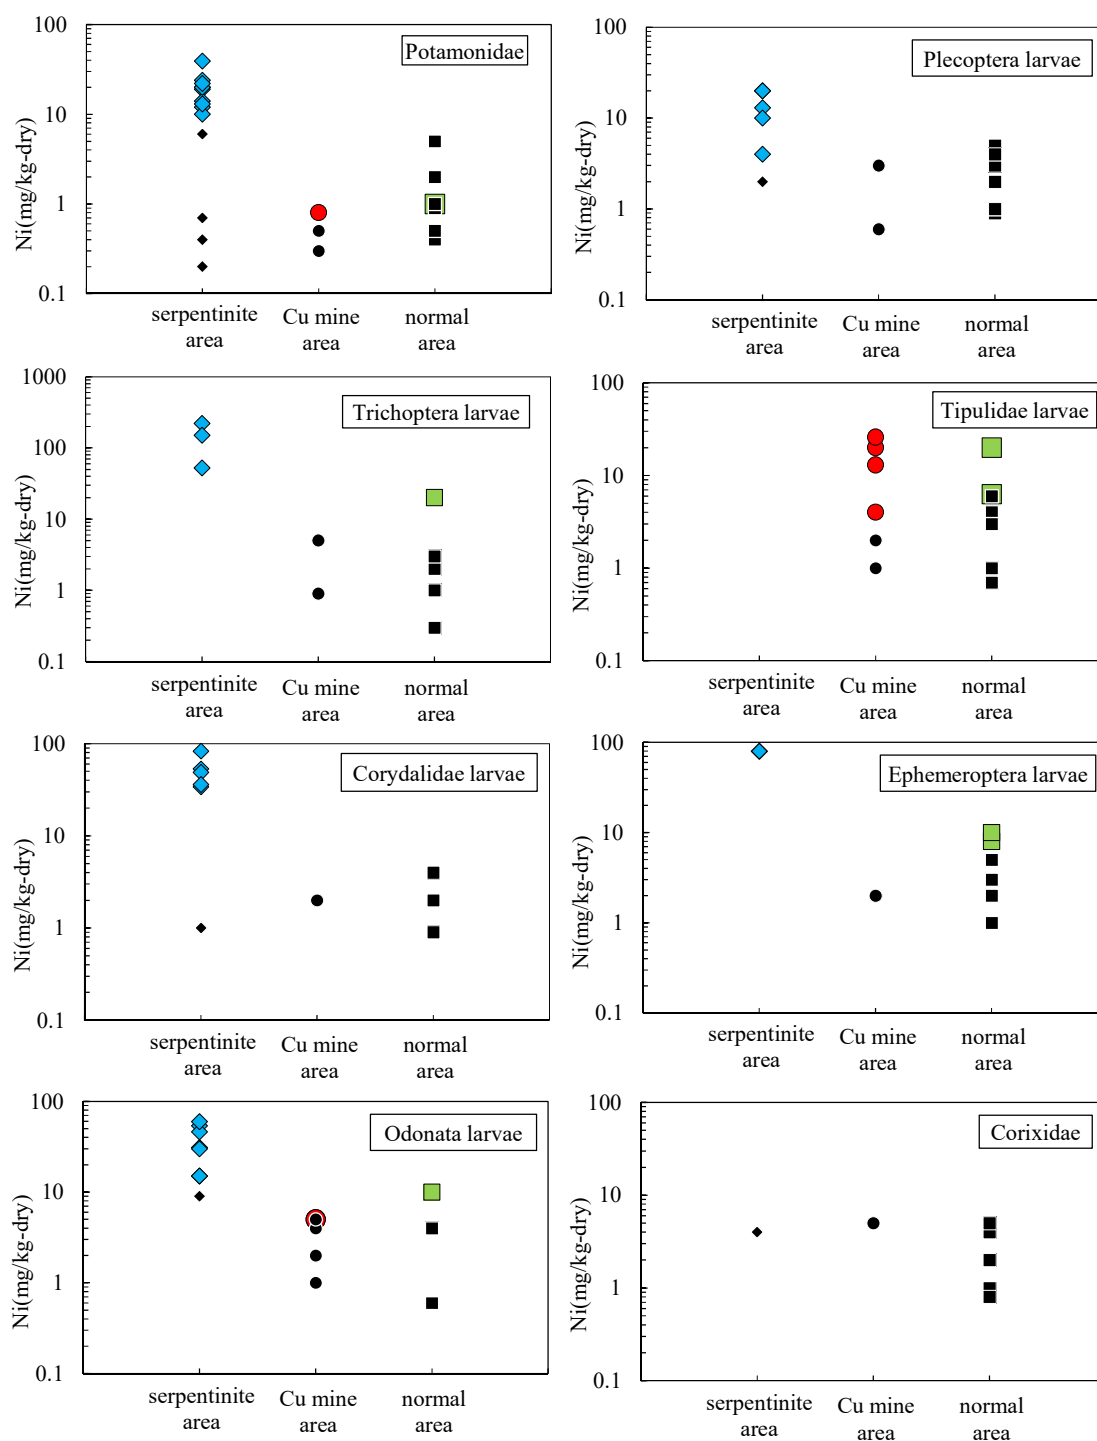 Potamonidae
Ni(mg/kg-dry)
100
10
1
0.1
serpentinite
area
Cu mine
area
normal
area
Plecoptera larvae
Ni(mg/kg-dry)
100
10
1
0.1
serpentinite
area
Cu mine
area
normal
area
Trichoptera larvae
Ni(mg/kg-dry)
1000
100
10
1
0.1
serpentinite
area
Cu mine
area
normal
area
Tipulidae larvae
Ni(mg/kg-dry)
100
10
1
0.1
serpentinite
area
Cu mine
area
normal
area
Corydalidae larvae
Ni(mg/kg-dry)
100
10
1
0.1
serpentinite
area
Cu mine
area
normal
area
Ephemeroptera larvae
Ni(mg/kg-dry)
100
10
1
0.1
serpentinite
area
Cu mine
area
normal
area
Odonata larvae
Ni(mg/kg-dry)
100
10
1
0.1
serpentinite
area
Cu mine
area
normal
area
Corixidae
Ni(mg/kg-dry)
100
10
1
0.1
serpentinite
area
Cu mine
area
normal
area